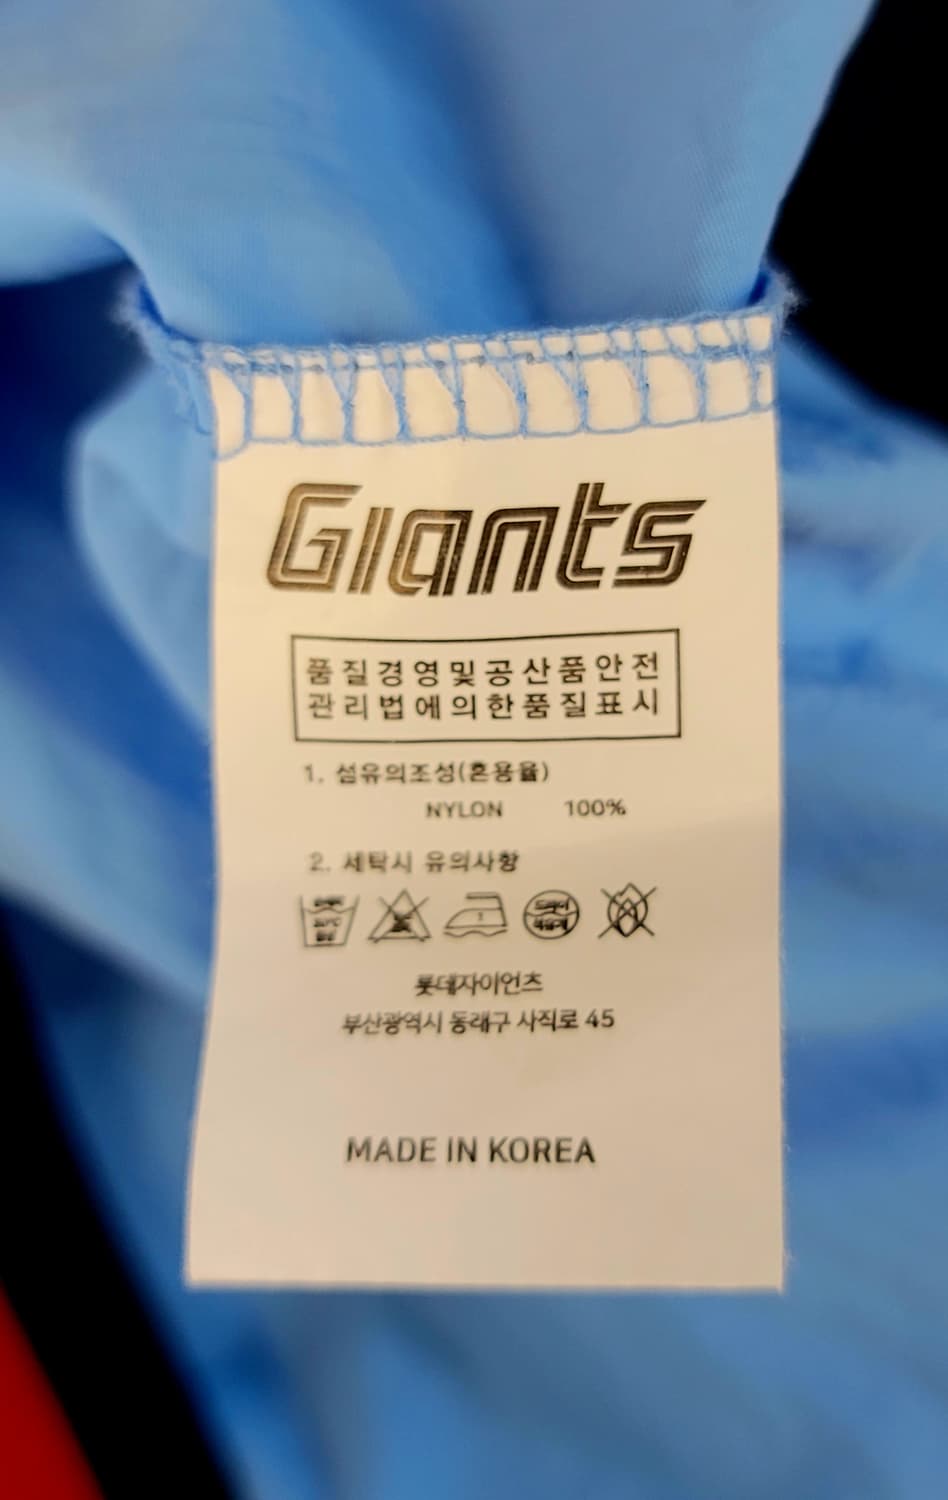 Giants
품질경영및공산품안전
관리법에의한품질표시
1. 섬유의조성(혼용율)
NYLON 100%
2. 세탁시 유의사항
롯데자이언츠
부산광역시 동래구 사직로 45
MADE IN KOREA